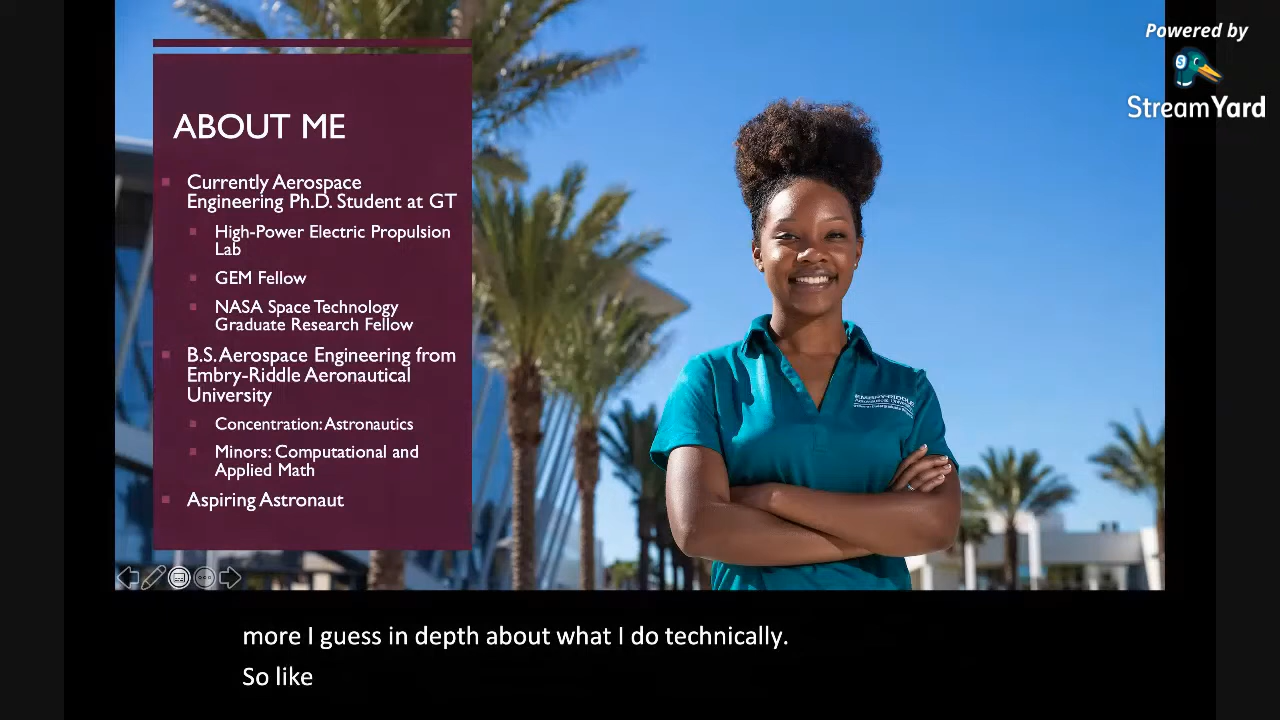 Powered by
StreamYard
ABOUT ME
Currently Aerospace
Engineering Ph.D. Student at GT
High-Power Electric Propulsion
Lab
GEM Fellow
NASA Space Technology
Graduate Research Fellow
B.S. Aerospace Engineering from
Embry-Riddle Aeronautical
University
Concentration: Astronautics
Minors: Computational and
Applied Math
Aspiring Astronaut
EMBRY-RIDDLE
more I guess in depth about what I do technically.
So like